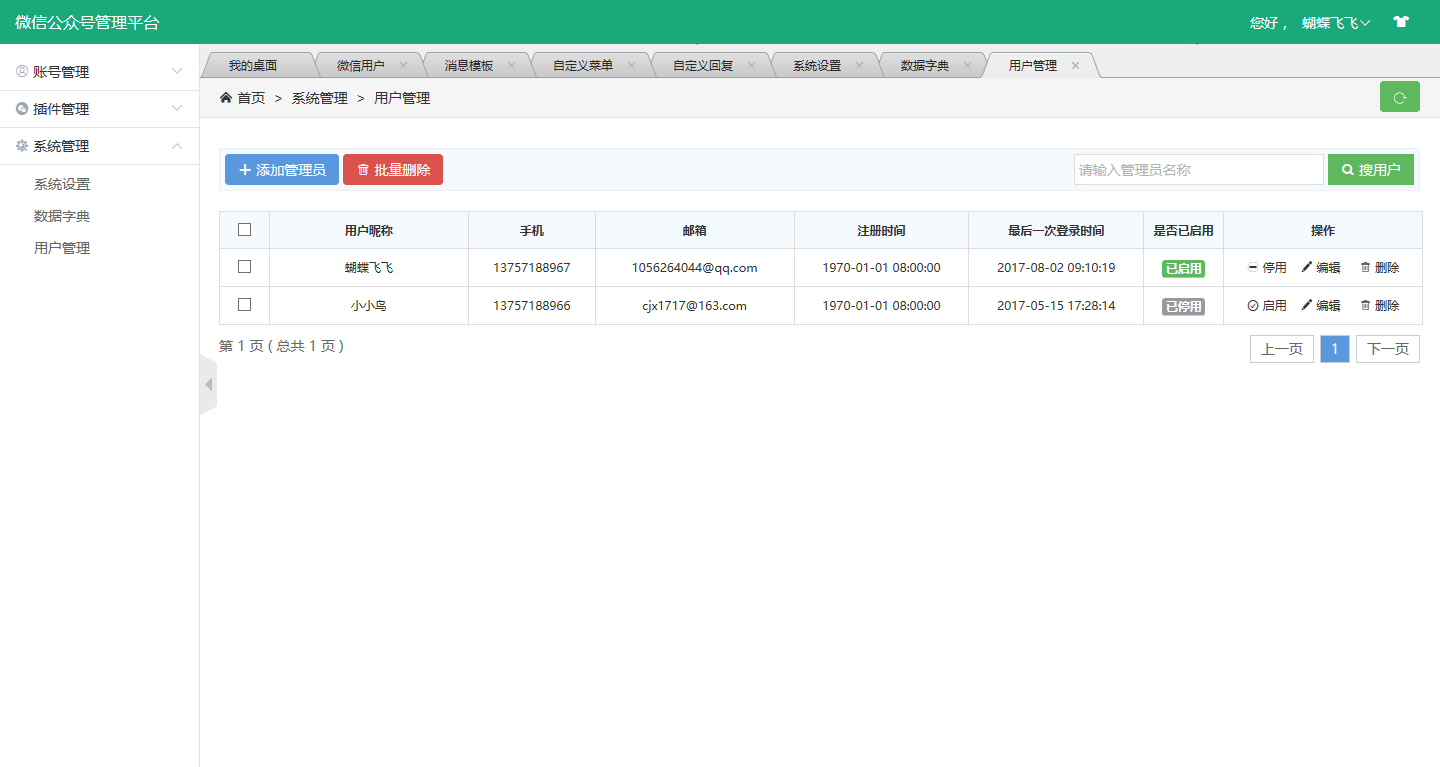 微信公众号管理平台
您好， 蝴蝶飞飞
账号管理
插件管理
系统管理
系统设置
数据字典
用户管理
我的桌面 微信用户 消息模板 自定义菜单 自定义回复 系统设置 数据字典 用户管理
首页 > 系统管理 > 用户管理
添加管理员 批量删除 请输入管理员名称 搜用户
用户昵称 手机 邮箱 注册时间 最后一次登录时间 是否已启用 操作
蝴蝶飞飞 13757188967 1056264044@qq.com 1970-01-01 08:00:00 2017-08-02 09:10:19 已启用 停用 编辑 删除
小小鸟 13757188966 cjx1717@163.com 1970-01-01 08:00:00 2017-05-15 17:28:14 已停用 启用 编辑 删除
第 1 页 ( 总共 1 页 ) 上一页 1 下一页